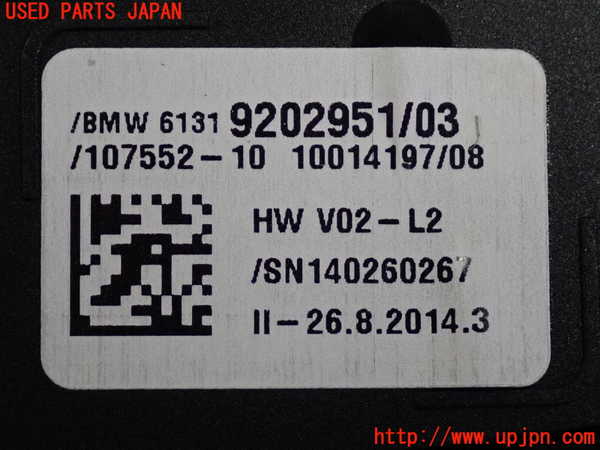 USED PARTS JAPAN
/BMW 6131 9202951/03
/107552-10 10014197/08
HW V02-L2
/SN140260267
II-26.8.2014.3
http://www.upjpn.com/